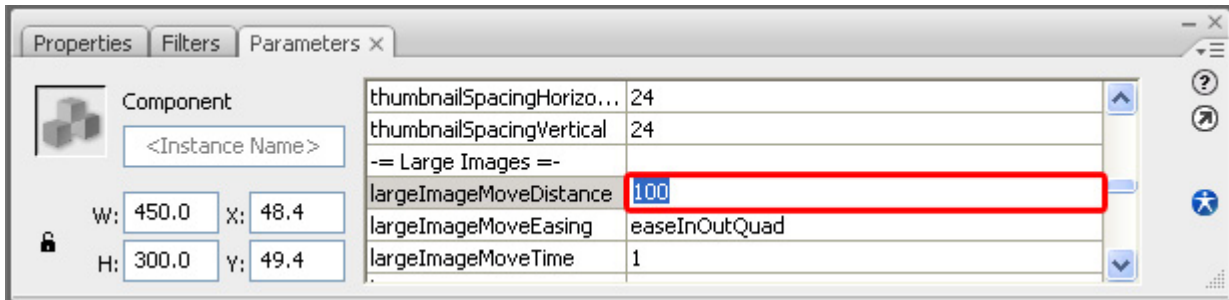 Properties Filters Parameters ×
Component
<Instance Name>
W: 450.0 X: 48.4
H: 300.0 Y: 49.4
thumbnailSpacingHorizo... 24
thumbnailSpacingVertical 24
-= Large Images =-
largeImageMoveDistance 100
largeImageMoveEasing easeInOutQuad
largeImageMoveTime 1